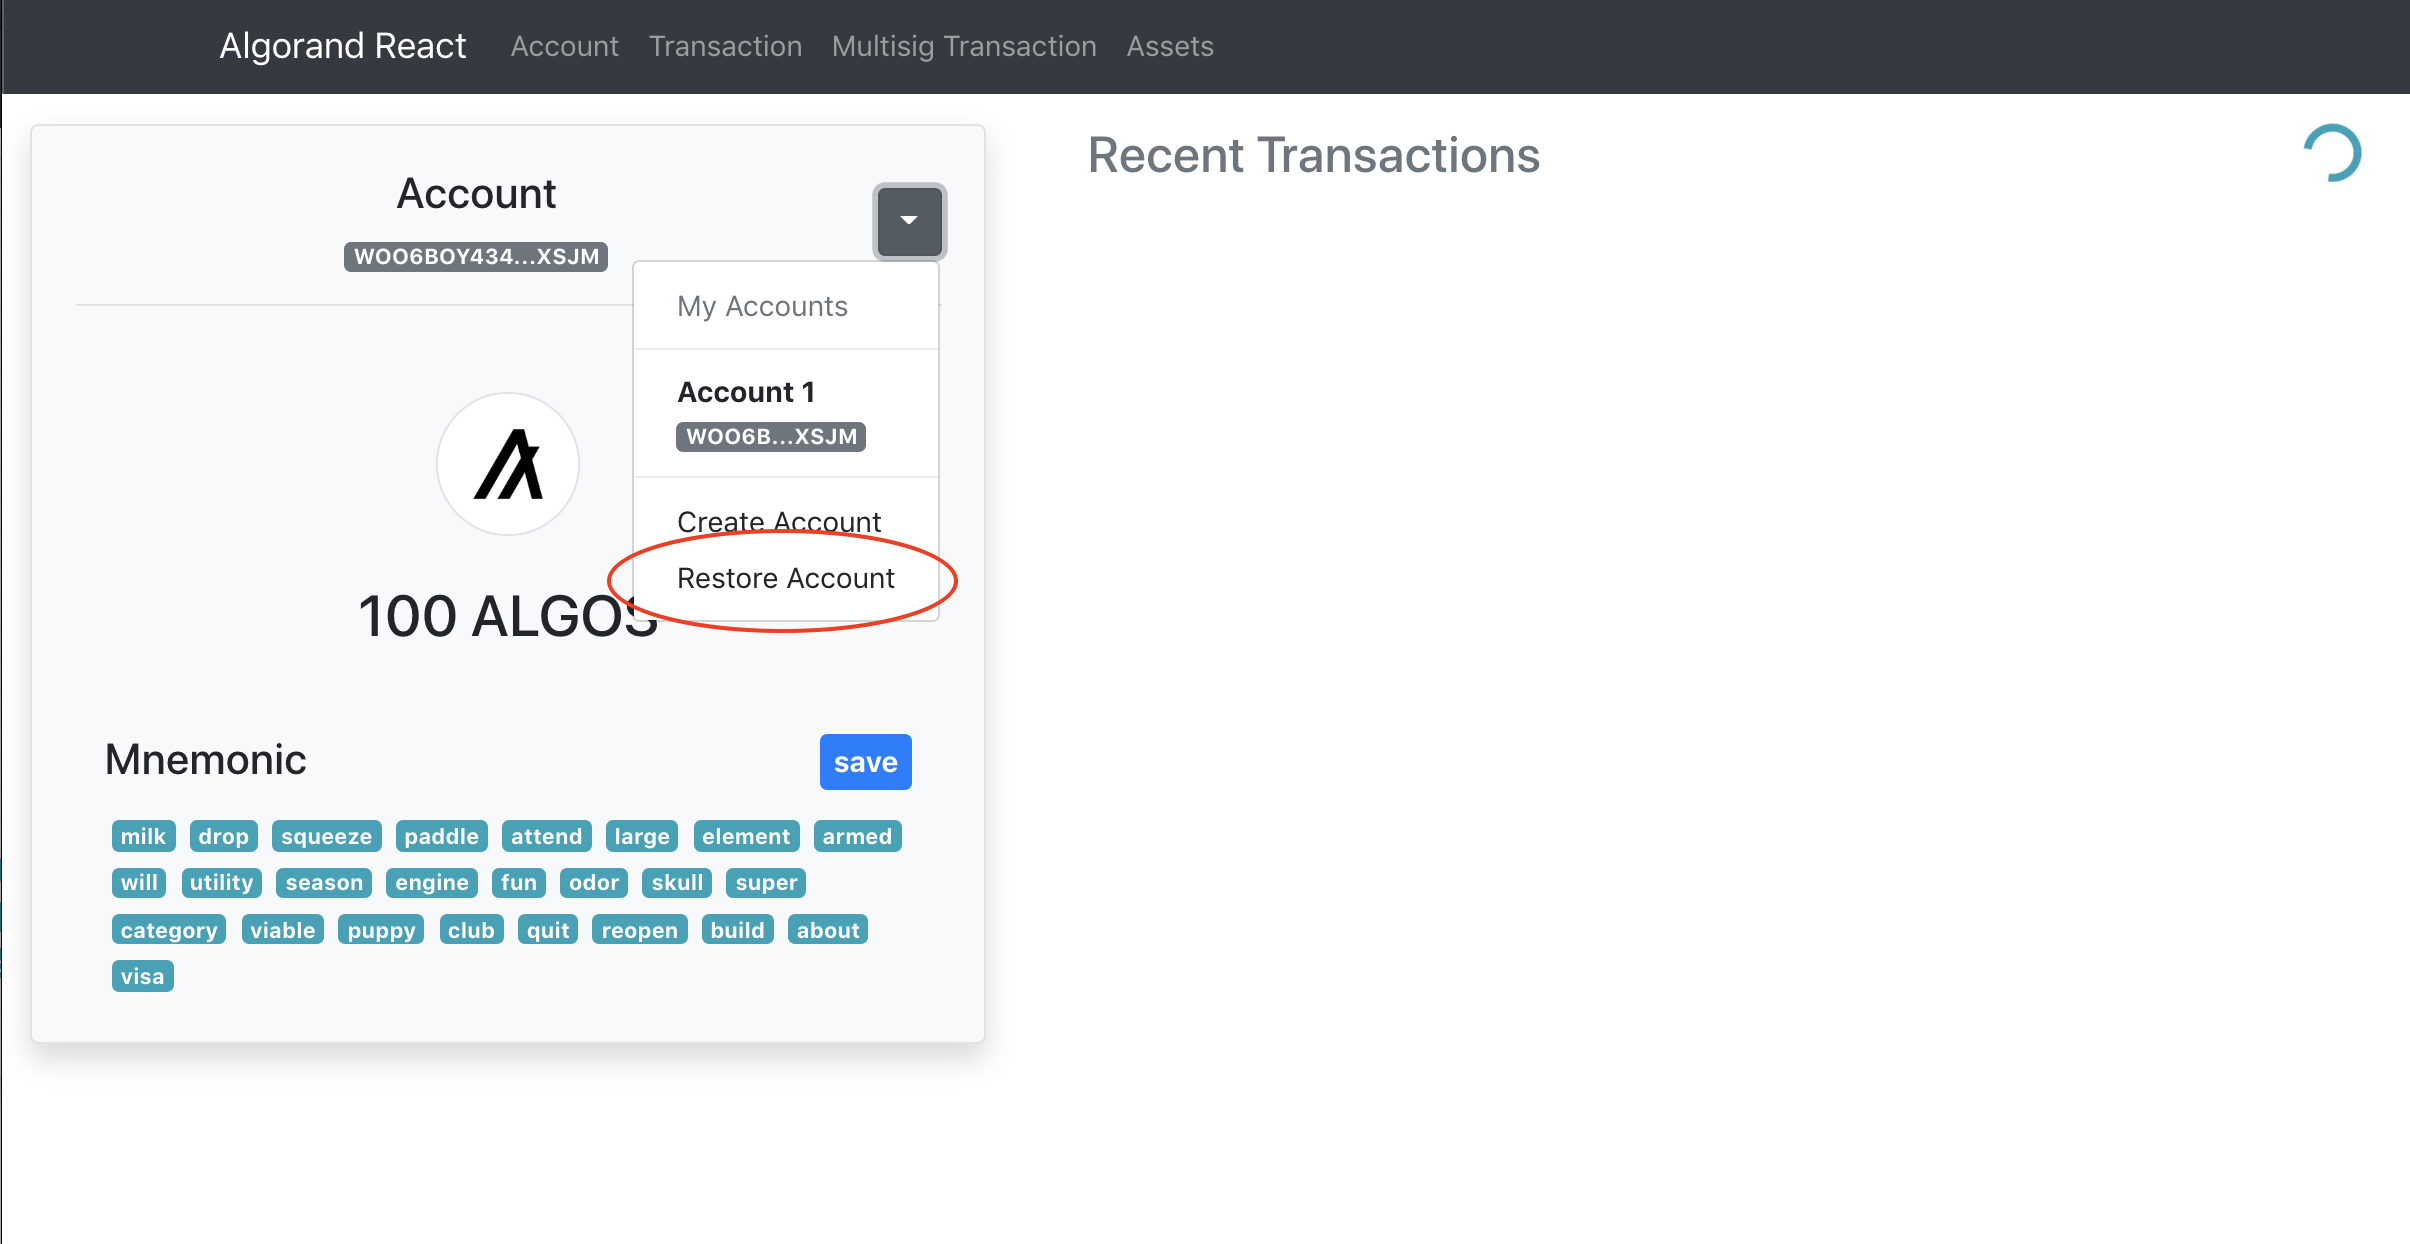 Algorand React Account Transaction Multisig Transaction Assets
Account
WOO6BOY434...XSJM
My Accounts
Account 1
WOO6B...XSJM
Create Account
Restore Account
100 ALGOS
Mnemonic
save
milk drop squeeze paddle attend large element armed
will utility season engine fun odor skull super
category viable puppy club quit reopen build about
visa
Recent Transactions